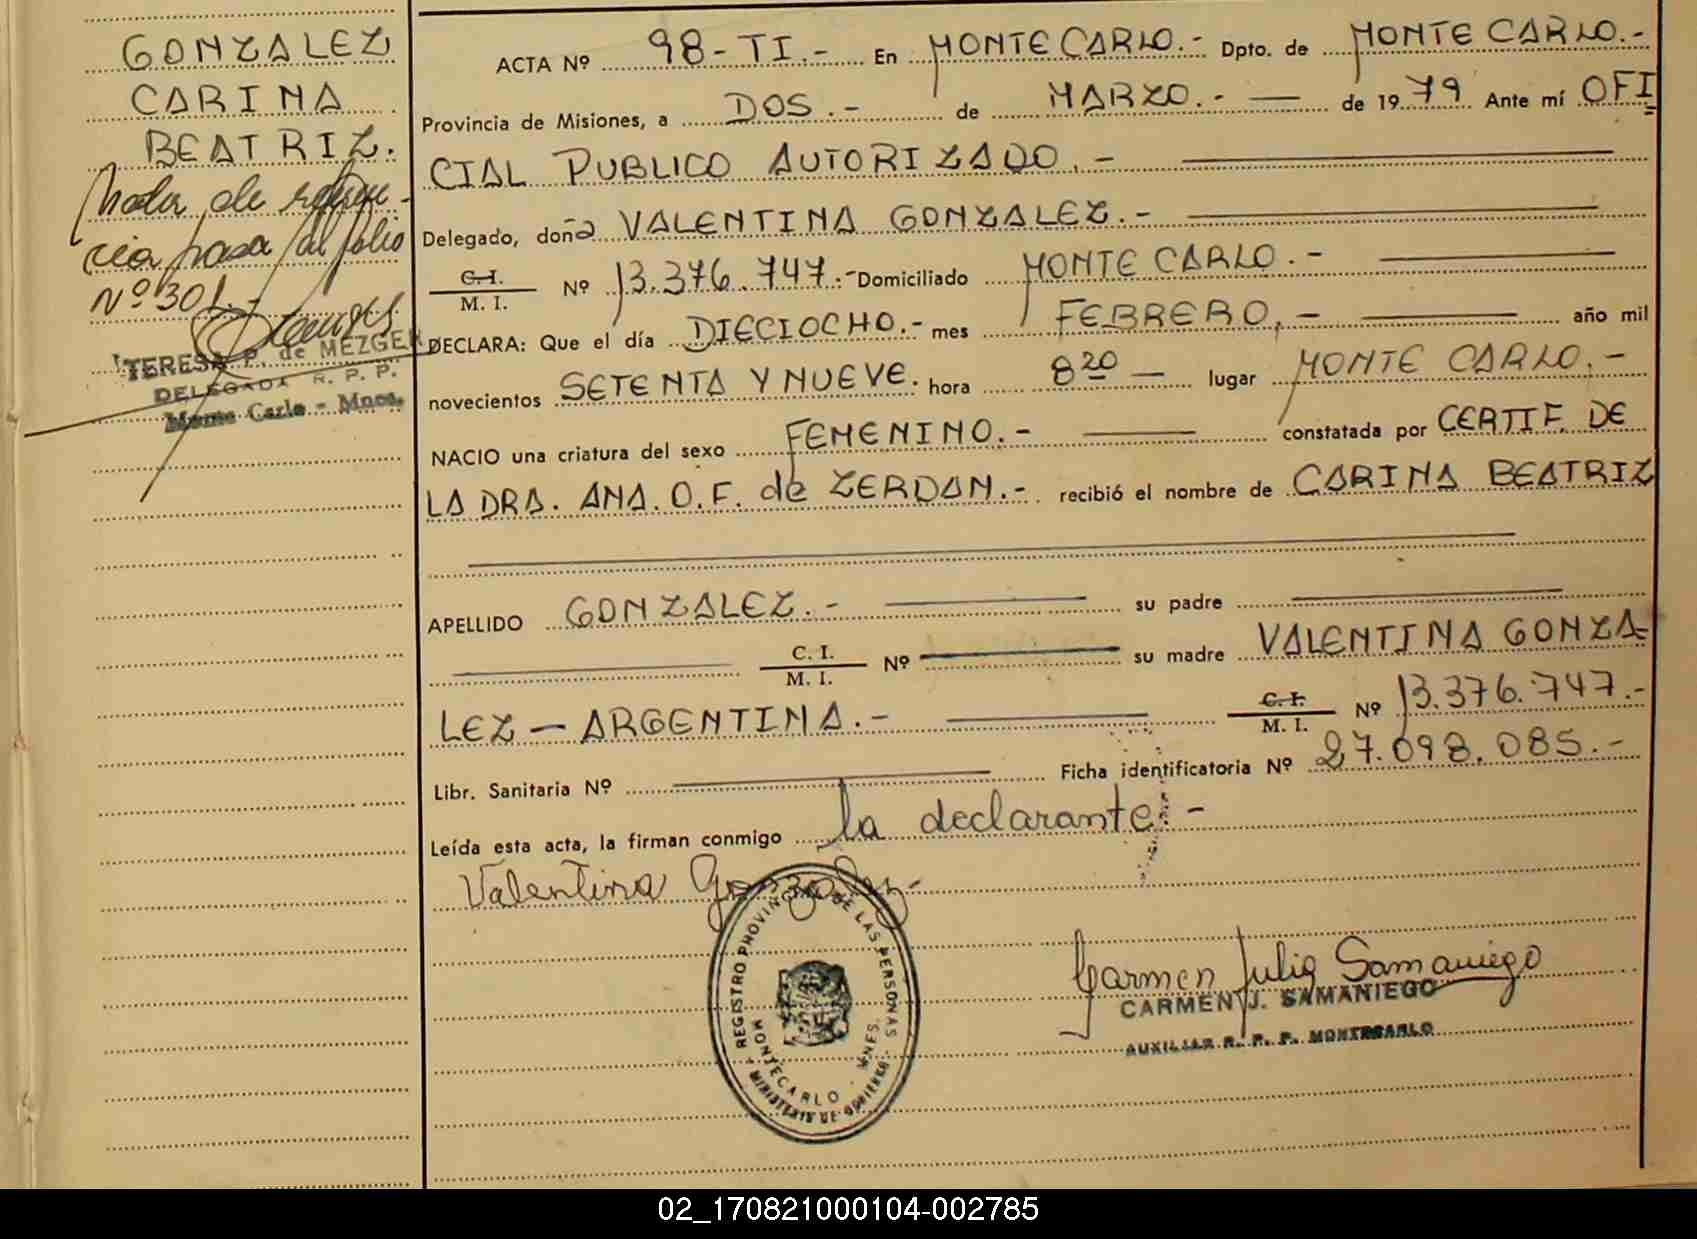 GONZALEZ
CARINA
BEATRIZ.
Nota de referen-
cia pasa al folio
Nº 301.-
TERESA P. de MEZGER
DELEGADA R. P. P.
Monte Carlo - Mnes.
ACTA Nº 98-TI.- En MONTECARLO.- Dpto. de MONTE CARLO.-
Provincia de Misiones, a DOS.- de MARZO.- — de 1979 Ante mí OFI
CIAL PUBLICO AUTORIZADO.-
Delegado, doña VALENTINA GONZALEZ.-
C. I. / M. I. Nº 13.376.747.- Domiciliado MONTE CARLO.-
DECLARA: Que el día DIECIOCHO.- mes FEBRERO.- año mil
novecientos SETENTA Y NUEVE. hora 8 20 — lugar MONTE CARLO.-
NACIO una criatura del sexo FEMENINO.- constatada por CERTIF. DE
LA DRA. ANA. O. F. de ZERDAN.- recibió el nombre de CARINA BEATRIZ
APELLIDO GONZALEZ.- su padre
C. I. / M. I. Nº su madre VALENTINA GONZA-
LEZ — ARGENTINA.- C. I. / M. I. Nº 13.376.747.-
Libr. Sanitaria Nº Ficha identificatoria Nº 27.098.085.-
Leída esta acta, la firman conmigo la declarante.-
Valentina Gonzalez
REGISTRO PROVINCIAL DE LAS PERSONAS
MONTECARLO - MNES.
MINISTERIO DE GOBIERNO
Carmen Julia Samaniego
CARMEN J. SAMANIEGO
AUXILIAR R. P. P. MONTECARLO
02_170821000104-002785